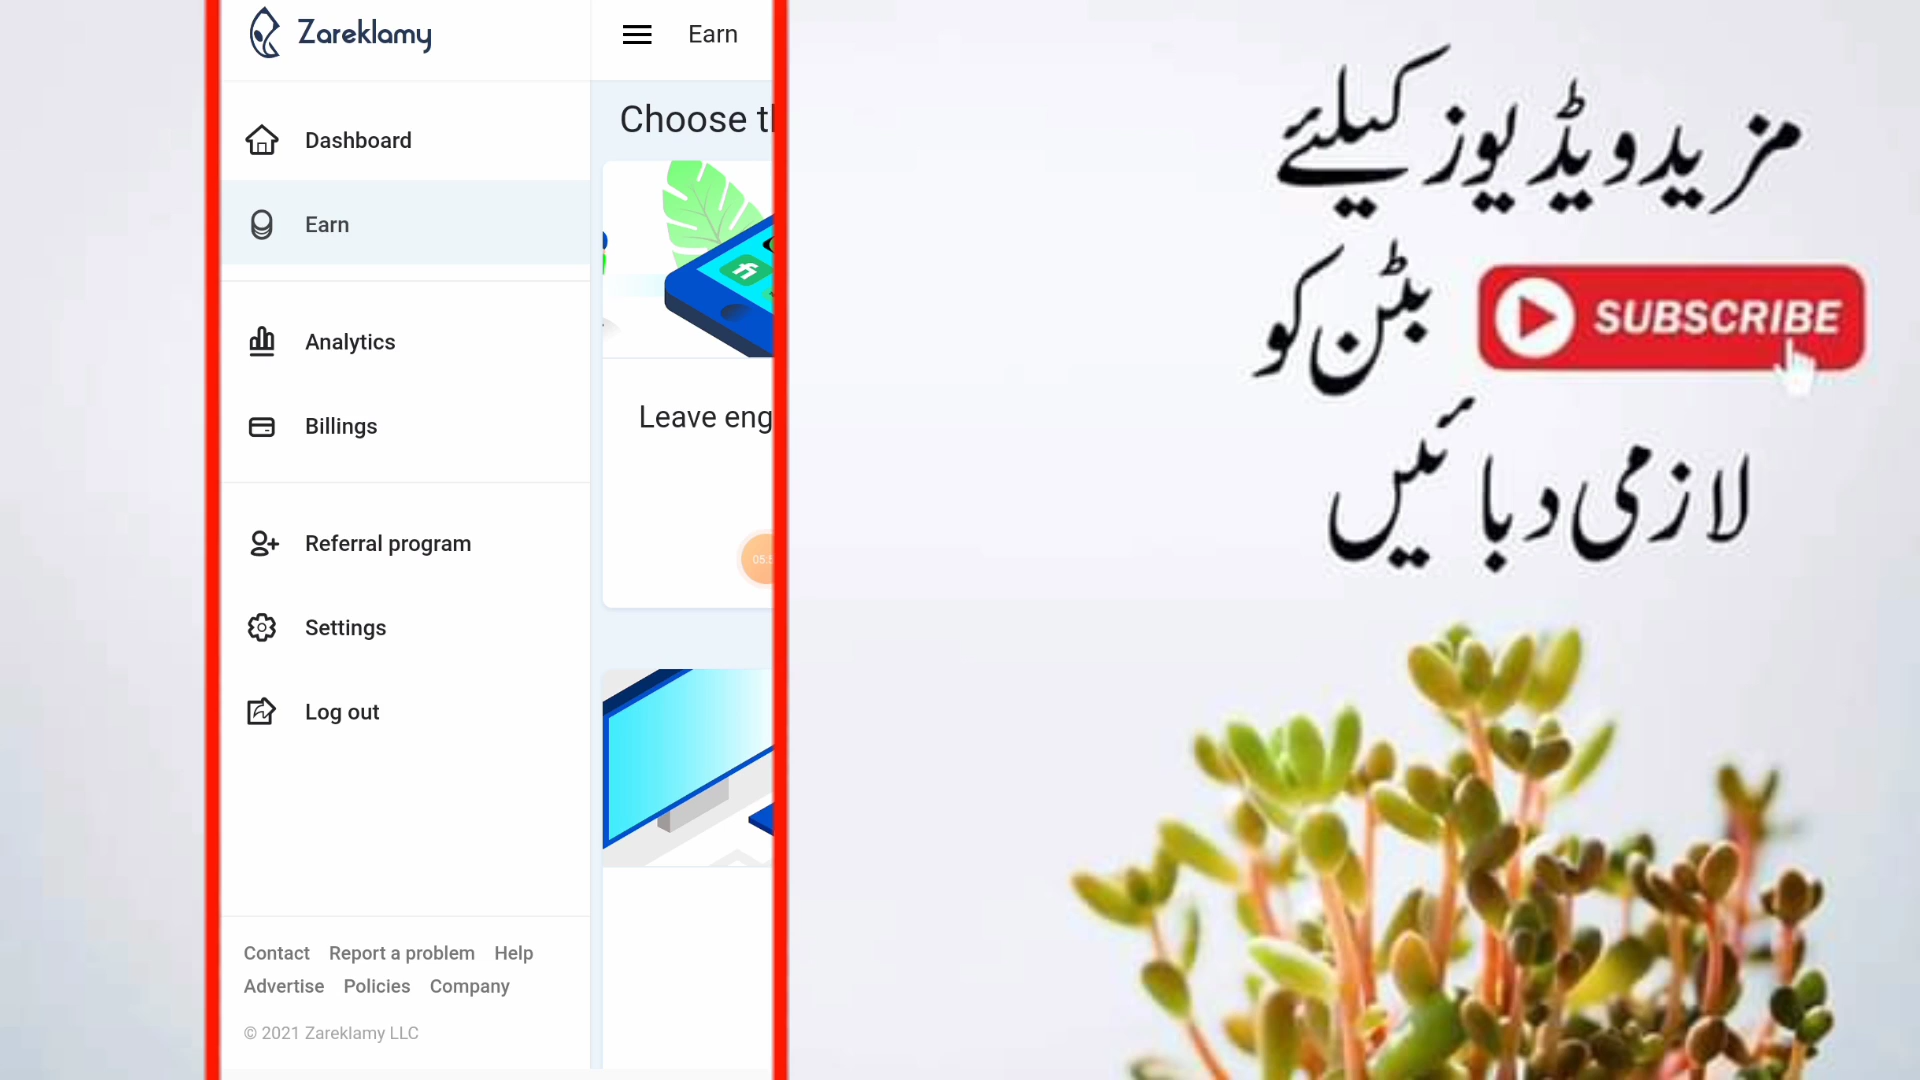 Zareklamy
Earn
Dashboard
Earn
Analytics
Billings
Referral program
Settings
Log out
Contact Report a problem Help
Advertise Policies Company
© 2021 Zareklamy LLC
Choose
Leave
مزید ویڈیوز کیلئے
SUBSCRIBE بٹن کو
لازمی دبائیں